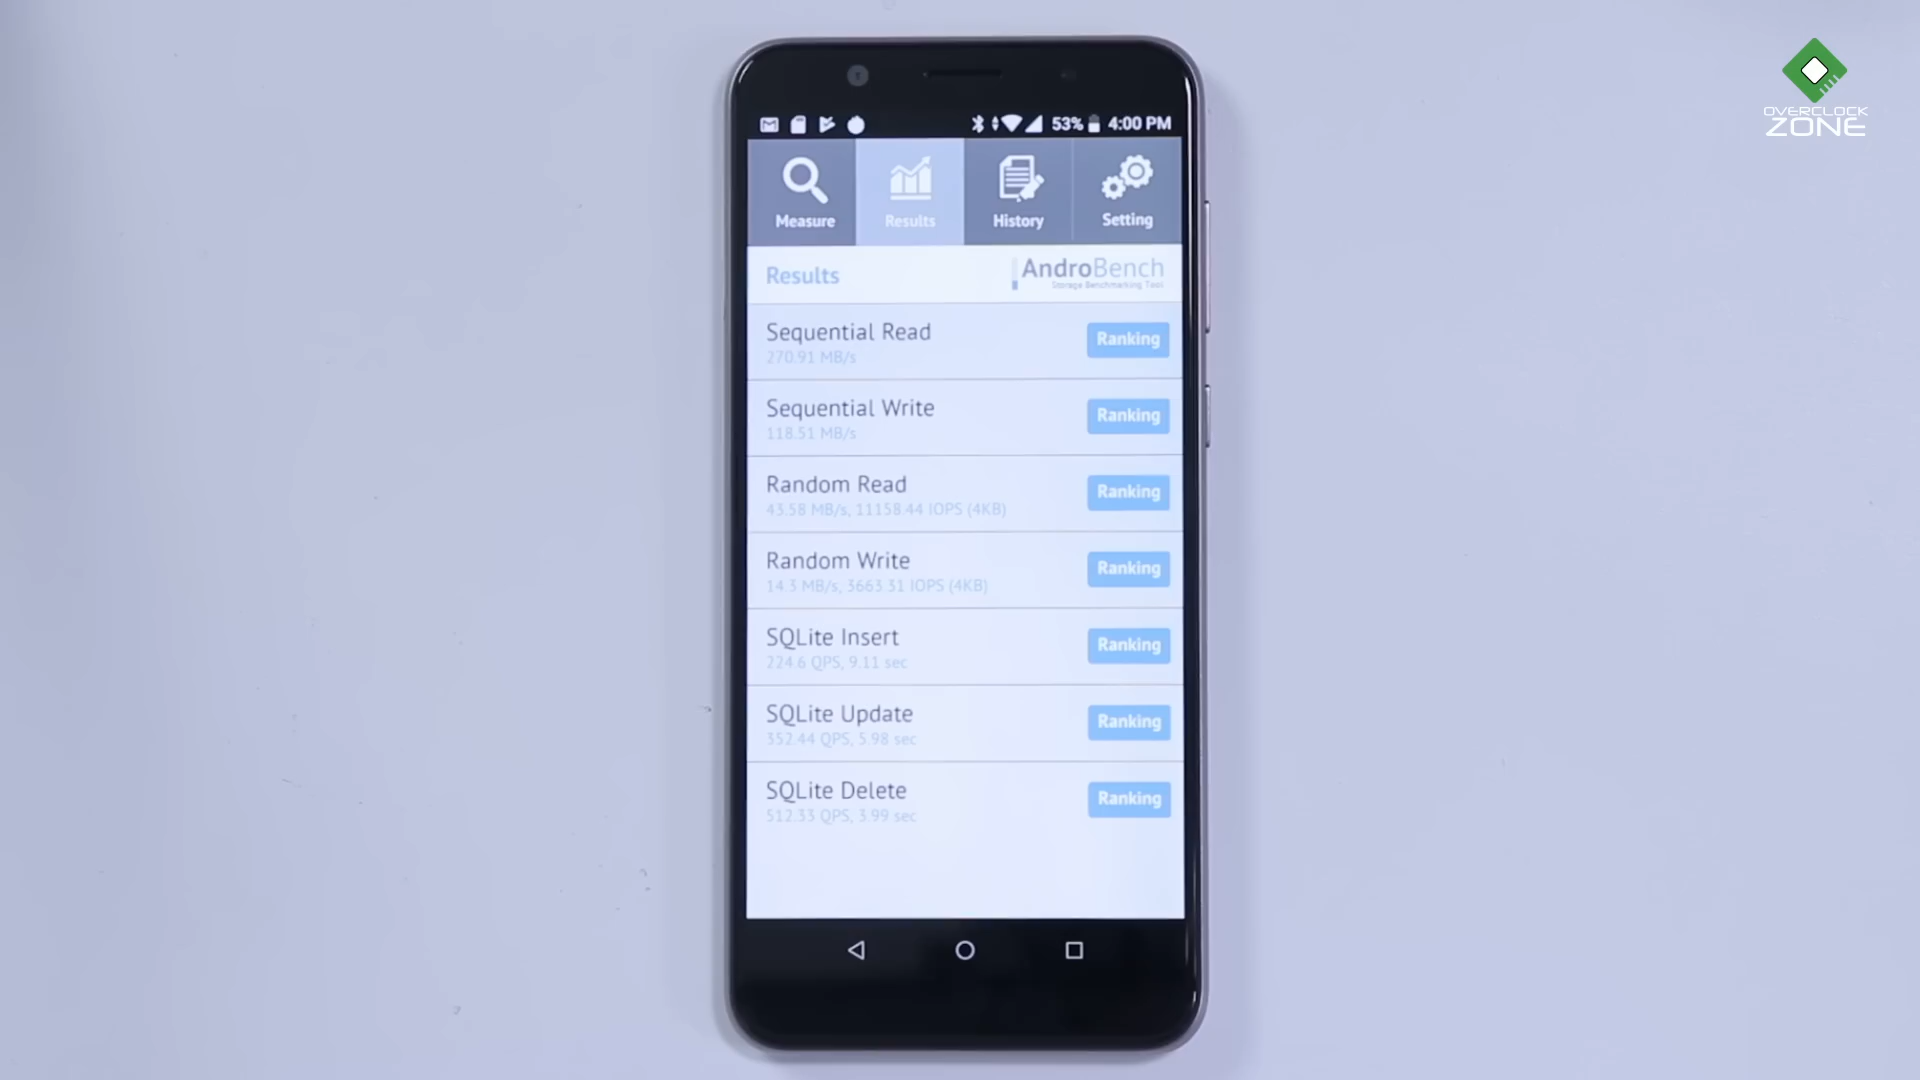 OVERCLOCK
ZONE
53% 4:00 PM
Measure
Results
History
Setting
Results
AndroBench
Storage Benchmarking Tool
Sequential Read
270.91 MB/s
Ranking
Sequential Write
118.51 MB/s
Ranking
Random Read
43.58 MB/s, 11158.44 IOPS (4KB)
Ranking
Random Write
14.3 MB/s, 3663.31 IOPS (4KB)
Ranking
SQLite Insert
224.6 QPS, 9.11 sec
Ranking
SQLite Update
352.44 QPS, 5.98 sec
Ranking
SQLite Delete
512.33 QPS, 3.99 sec
Ranking